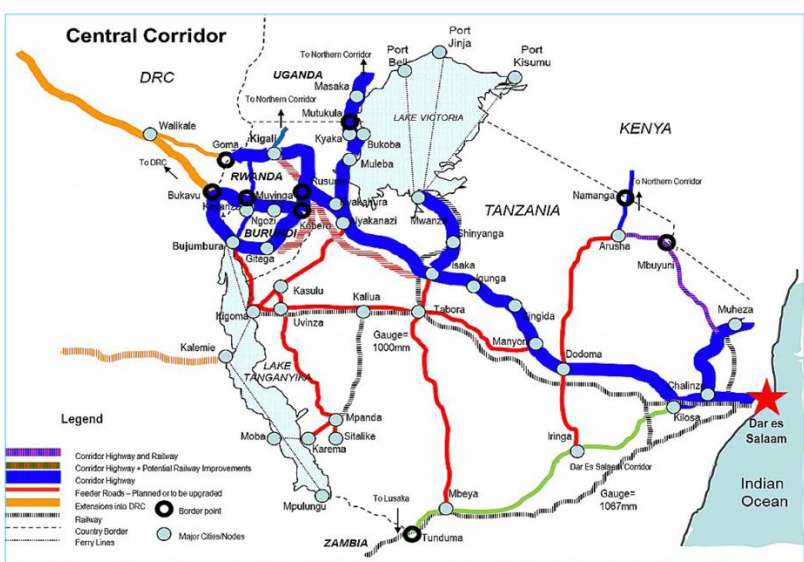 Central Corridor
To Northern Corridor
Port
Bell
Port
Jinja
Port
Kisumu
DRC
UGANDA
Masaka
To Northern Corridor
Mutukula
LAKE VICTORIA
Walikale
Goma
Kigali
Kyaka
Bukoba
KENYA
To DRC
RWANDA
Muleba
Bukavu
Muvinga
Rusumo
To Northern Corridor
Namanga
Ngozi
Kobero
Nyakanazi
Mwanza
TANZANIA
BURUNDI
Bujumbura
Gitega
Shinyanga
Arusha
Mbuyuni
Isaka
Igunga
Kasulu
Kaliua
Singida
Muheza
Kigoma
Uvinza
Tabora
Gauge=
1000mm
Manyoni
Kalemie
LAKE
TANGANYIKA
Dodoma
Chalinze
Kilosa
Dar es
Salaam
Legend
Mpanda
Moba
Karema
Sitalike
Iringa
Dar Es Salaam Corridor
Indian
Ocean
Corridor Highway and Railway
Corridor Highway + Potential Railway Improvements
Corridor Highway
Feeder Roads – Planned or to be upgraded
Extensions into DRC
Border point
Railway
Country Border
Ferry Lines
Major Cities/Nodes
Mpulungu
To Lusaka
Mbeya
Gauge=
1067mm
ZAMBIA
Tunduma